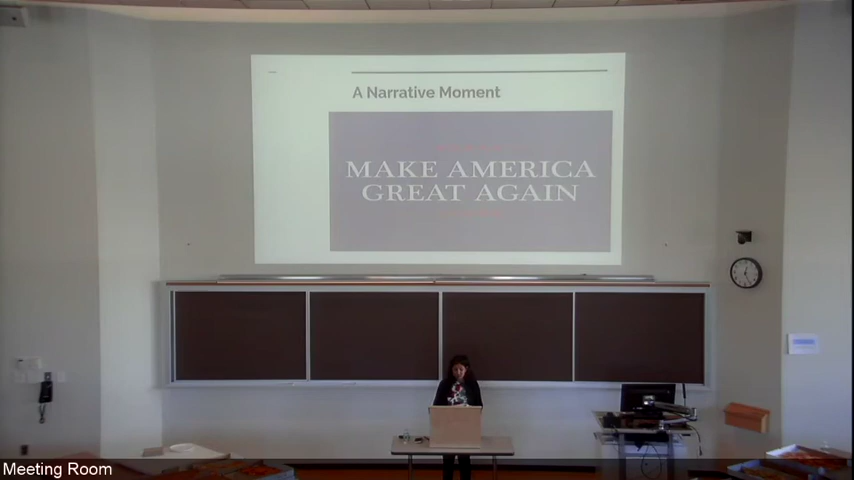 A Narrative Moment
MAKE AMERICA
GREAT AGAIN
Meeting Room